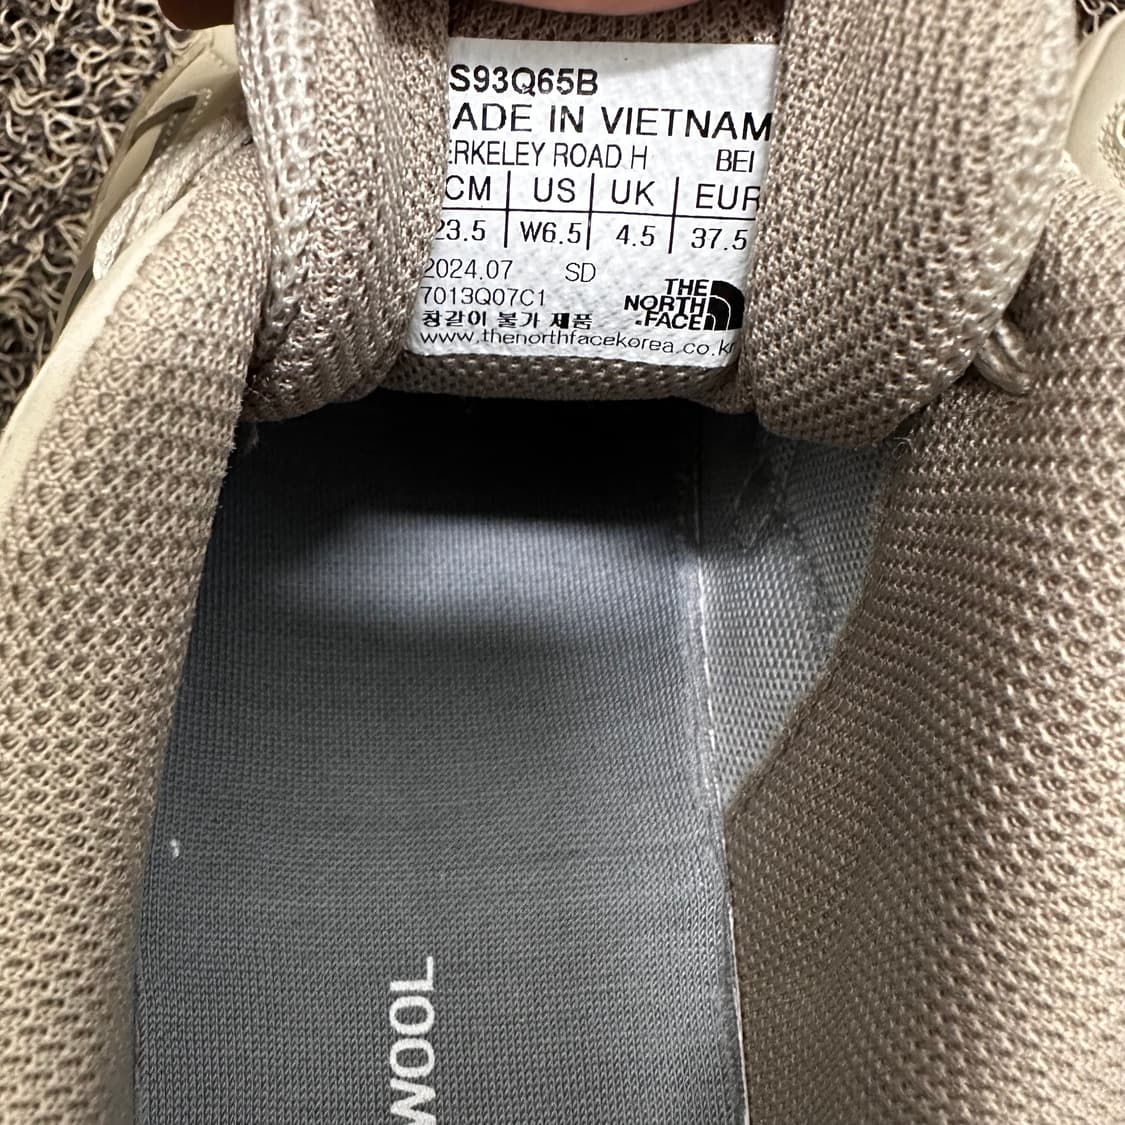 S93Q65B
ADE IN VIETNAM
ERKELEY ROAD H BEI
CM US UK EUR
23.5 W6.5 4.5 37.5
2024.07 SD
7013Q07C1
창갈이 불가 제품
www.thenorthfacekorea.co.kr
THE
NORTH
FACE
WOOL